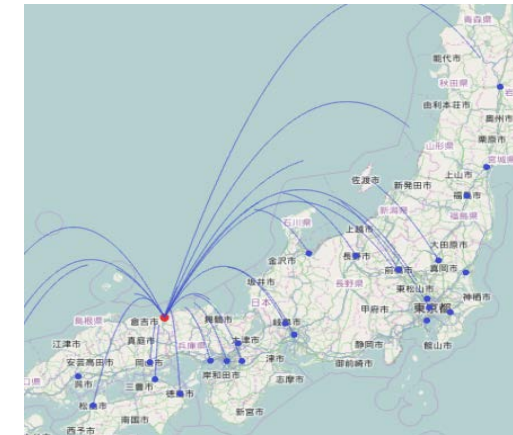 青森県
能代市
秋田県
岩
由利本荘市
奥州市
栗原市
山形県
宮城県
上山市
佐渡市
新発田市
福島市
新潟県
福島県
石川県
上越市
大田原市
金沢市
長野市
前橋市
真岡市
坂井市
東松山市
長野県
日本
甲府市
東京都
神栖市
島根県
倉吉市
舞鶴市
岐阜市
江津市
真庭市
兵庫県
木津市
静岡市
館山市
安芸高田市
岡山市
津市
御前崎市
口県
呉市
三豊市
岸和田市
志摩市
松山市
徳島市
新宮市
南国市
西予市